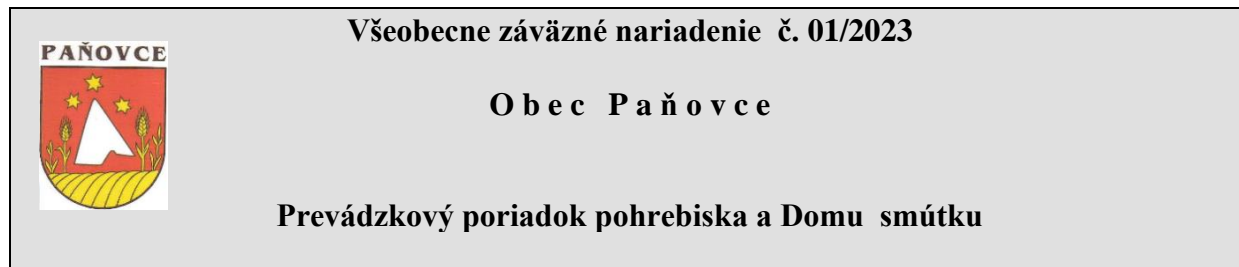 Všeobecne záväzné nariadenie č. 01/2023
PAŇOVCE
O b e c P a ň o v c e
Prevádzkový poriadok pohrebiska a Domu smútku